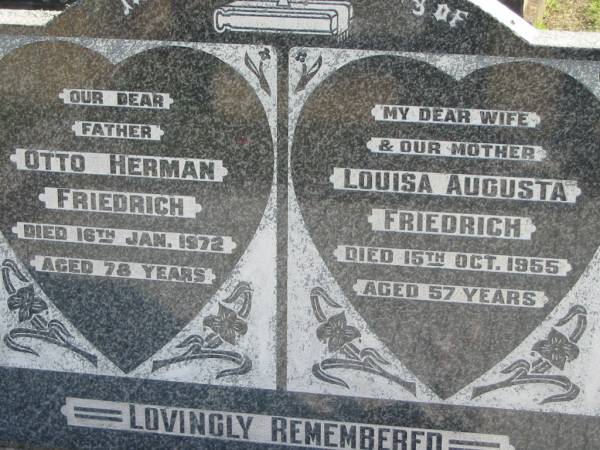 OF
OUR DEAR
FATHER
OTTO HERMAN
FRIEDRICH
DIED 16TH JAN. 1972
AGED 78 YEARS
MY DEAR WIFE
& OUR MOTHER
LOUISA AUGUSTA
FRIEDRICH
DIED 15TH OCT. 1955
AGED 57 YEARS
LOVINGLY REMEMBERED